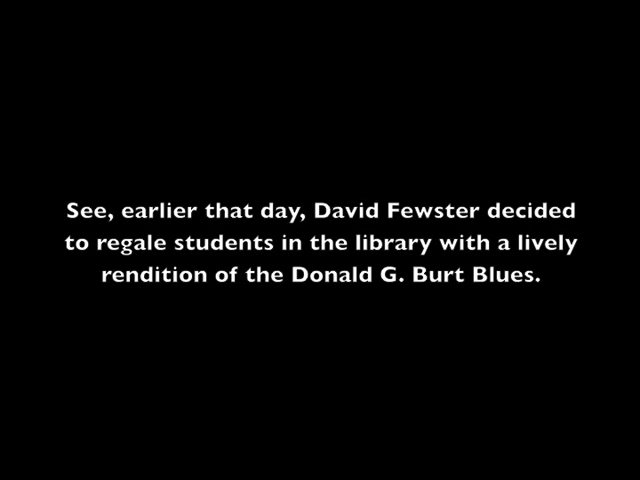 See, earlier that day, David Fewster decided
to regale students in the library with a lively
rendition of the Donald G. Burt Blues.